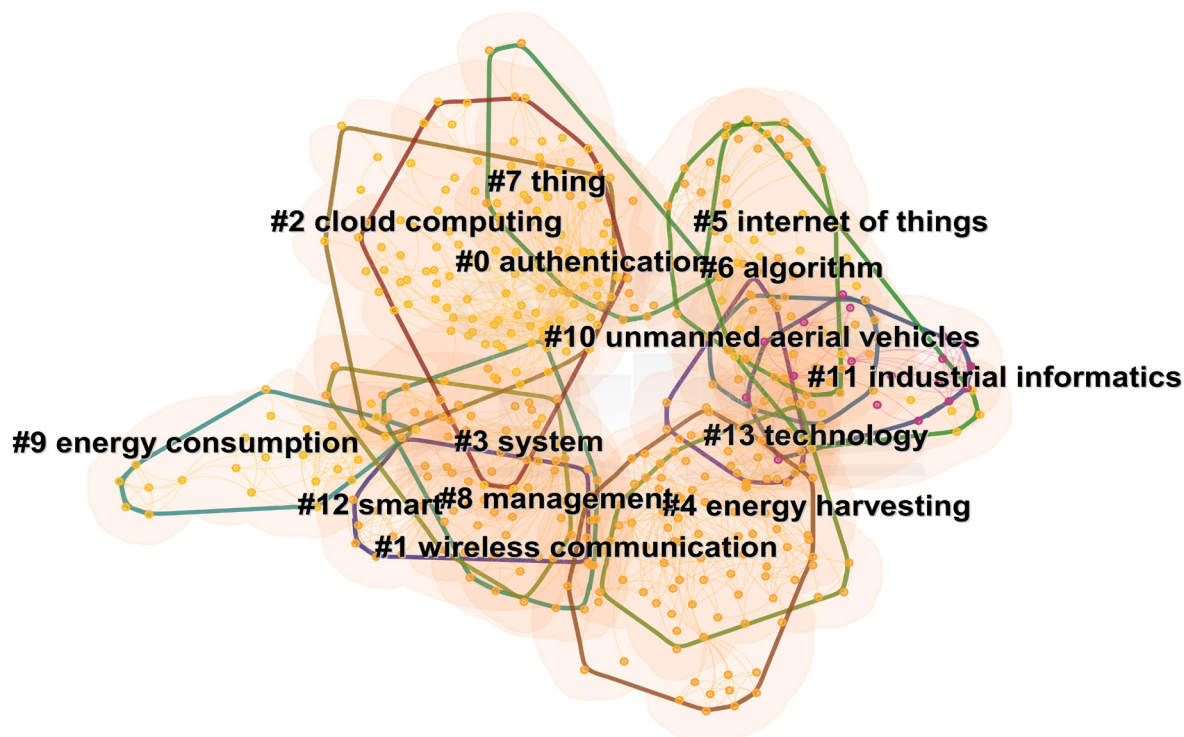 #7 thing
#2 cloud computing
#5 internet of things
#0 authentication
#6 algorithm
#10 unmanned aerial vehicles
#11 industrial informatics
#9 energy consumption
#3 system
#13 technology
#12 smart
#8 management
#4 energy harvesting
#1 wireless communication